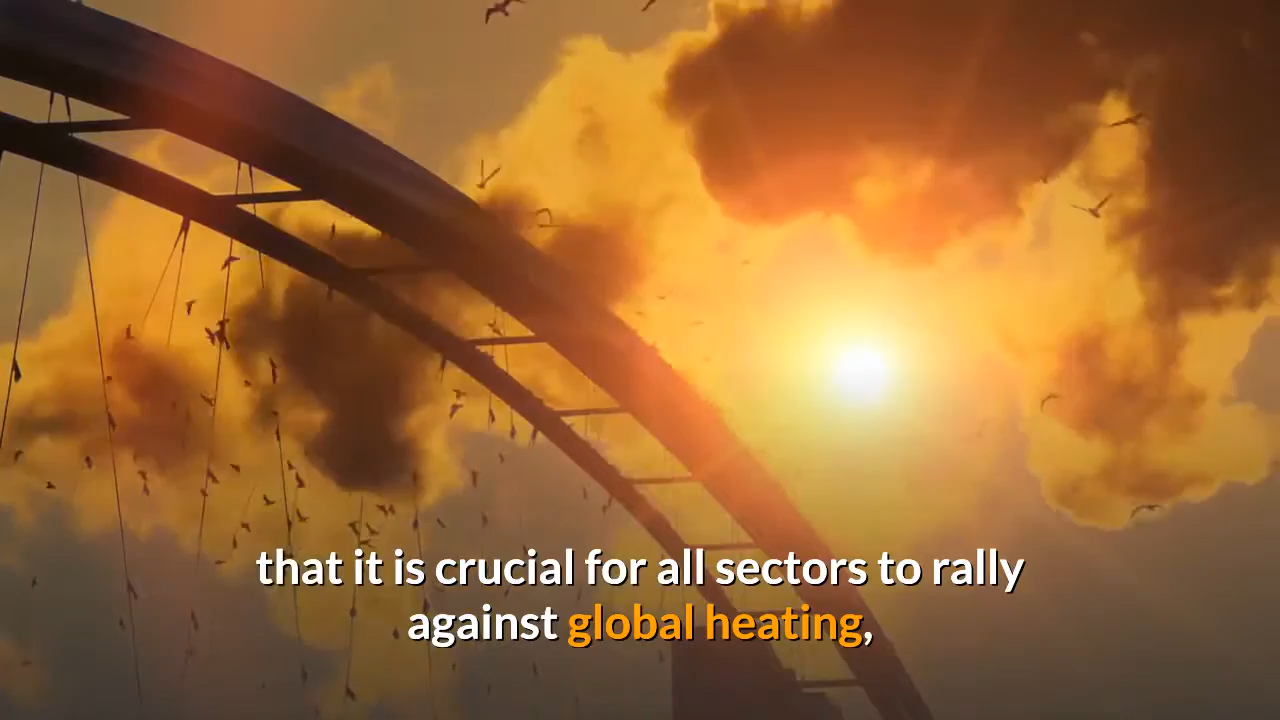 that it is crucial for all sectors to rally
against global heating,